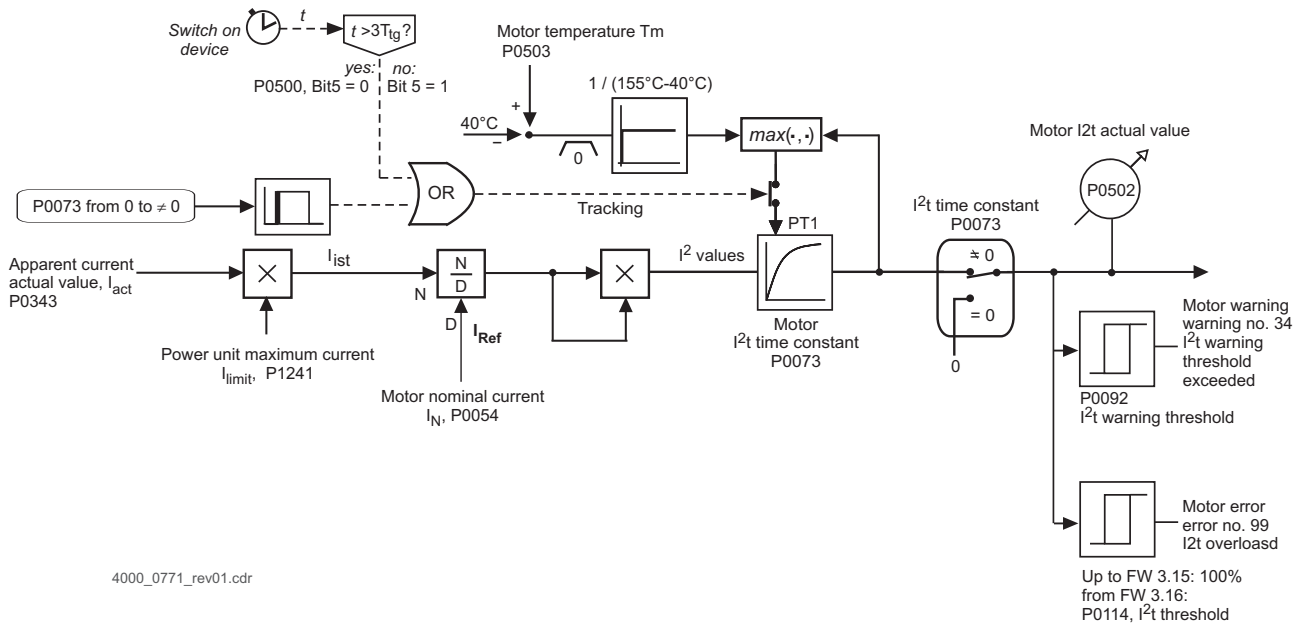 Switch on
device
t
t >3Ttg?
yes: no:
P0500, Bit5 = 0 Bit 5 = 1
Motor temperature Tm
P0503
+
40°C
–
0
1 / (155°C-40°C)
max(·,·)
Motor I2t actual value
P0502
P0073 from 0 to ≠ 0
OR
Tracking
PT1
I2t time constant
P0073
≠ 0
= 0
0
Apparent current
actual value, Iact
P0343
×
Iist
N
N
D
D
IRef
×
I2 values
Power unit maximum current
Ilimit, P1241
Motor nominal current
IN, P0054
Motor
I2t time constant
P0073
Motor warning
warning no. 34
I2t warning
threshold
exceeded
P0092
I2t warning threshold
Motor error
error no. 99
I2t overloasd
Up to FW 3.15: 100%
from FW 3.16:
P0114, I2t threshold
4000_0771_rev01.cdr